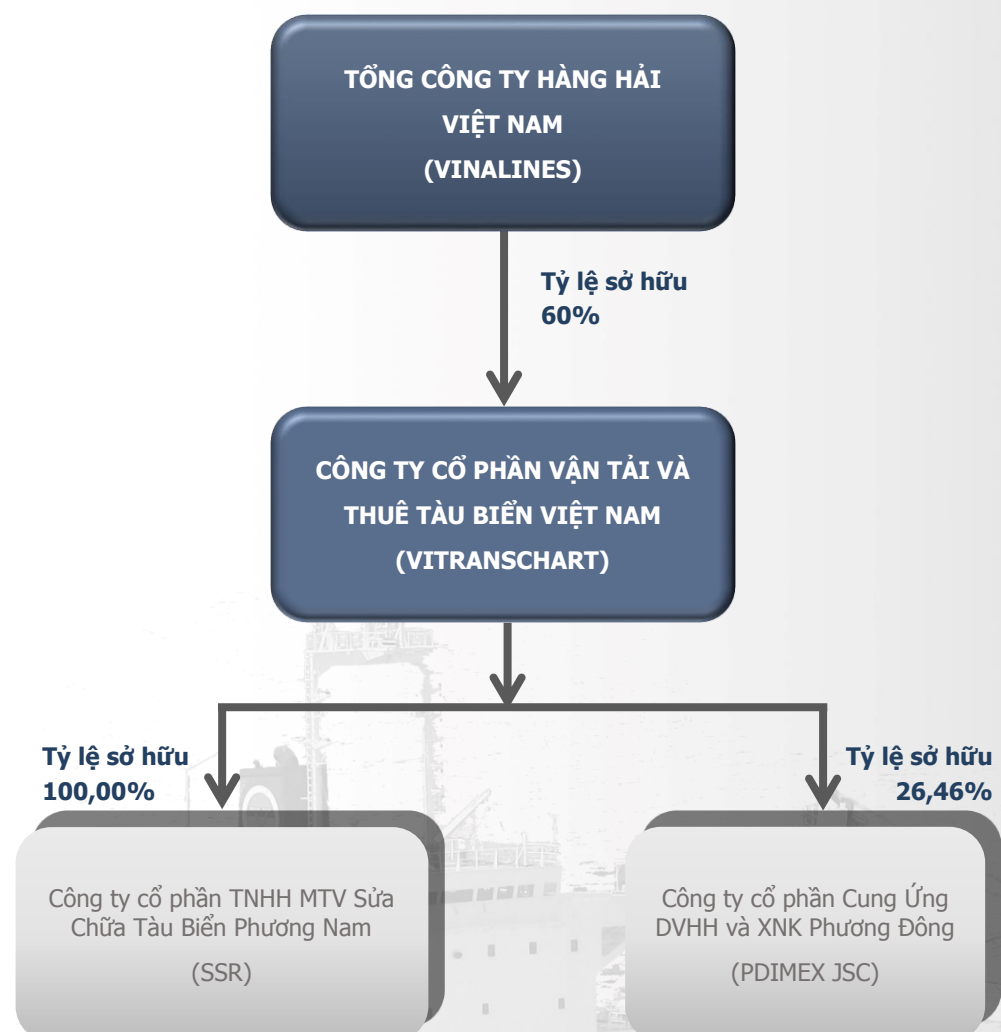 TỔNG CÔNG TY HÀNG HẢI
VIỆT NAM
(VINALINES)
Tỷ lệ sở hữu
60%
CÔNG TY CỔ PHẦN VẬN TẢI VÀ
THUÊ TÀU BIỂN VIỆT NAM
(VITRANSCHART)
Tỷ lệ sở hữu
100,00%
Tỷ lệ sở hữu
26,46%
Công ty cổ phần TNHH MTV Sửa
Chữa Tàu Biển Phương Nam
(SSR)
Công ty cổ phần Cung Ứng
DVHH và XNK Phương Đông
(PDIMEX JSC)